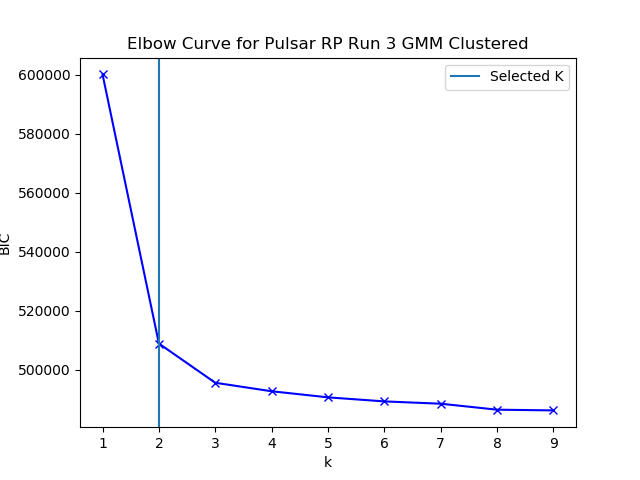 Elbow Curve for Pulsar RP Run 3 GMM Clustered
Selected K
600000
580000
560000
540000
520000
500000
BIC
1 2 3 4 5 6 7 8 9
k